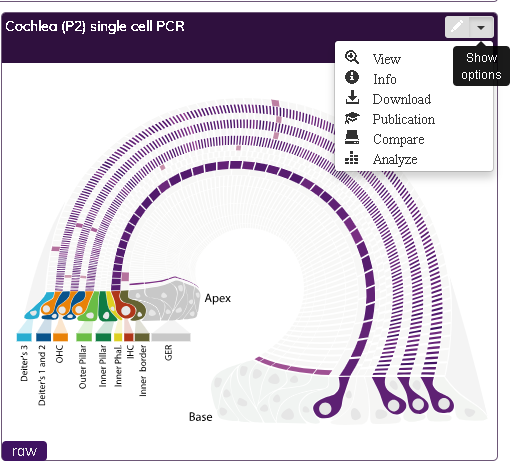 Cochlea (P2) single cell PCR
Show
options
View
Info
Download
Publication
Compare
Analyze
Apex
Deiter's 3
Deiter's 1 and 2
OHC
Outer Pillar
Inner Pillar
Inner Phal.
IHC
Inner border
GER
Base
raw